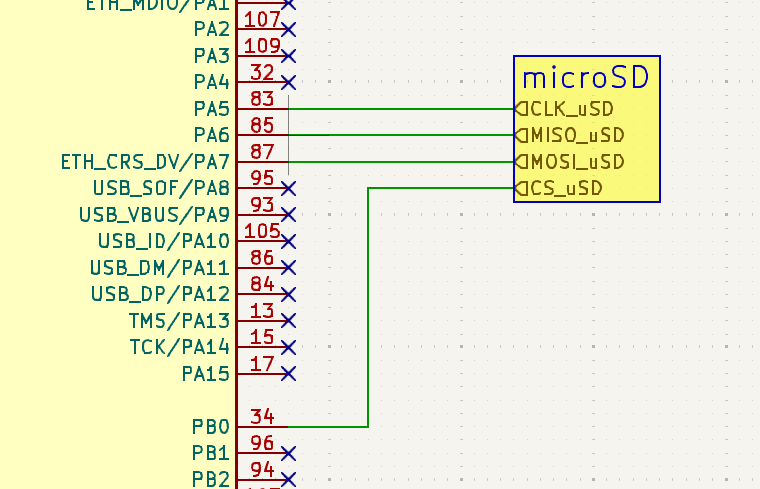 ETH_MDIO/PA1
PA2 107
PA3 109
PA4 32
PA5 83
PA6 85
ETH_CRS_DV/PA7 87
USB_SOF/PA8 95
USB_VBUS/PA9 93
USB_ID/PA10 105
USB_DM/PA11 86
USB_DP/PA12 84
TMS/PA13 13
TCK/PA14 15
PA15 17
PB0 34
PB1 96
PB2 94
microSD
CLK_uSD
MISO_uSD
MOSI_uSD
CS_uSD